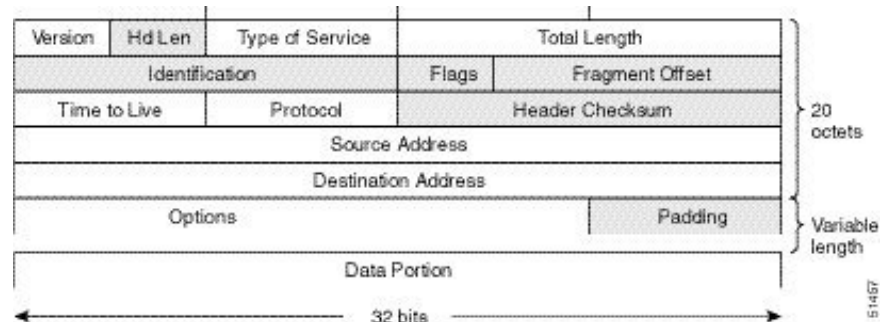 Version Hd Len Type of Service Total Length
Identification Flags Fragment Offset
Time to Live Protocol Header Checksum
20
octets
Source Address
Destination Address
Options Padding
Variable
length
Data Portion
32 bits
51457